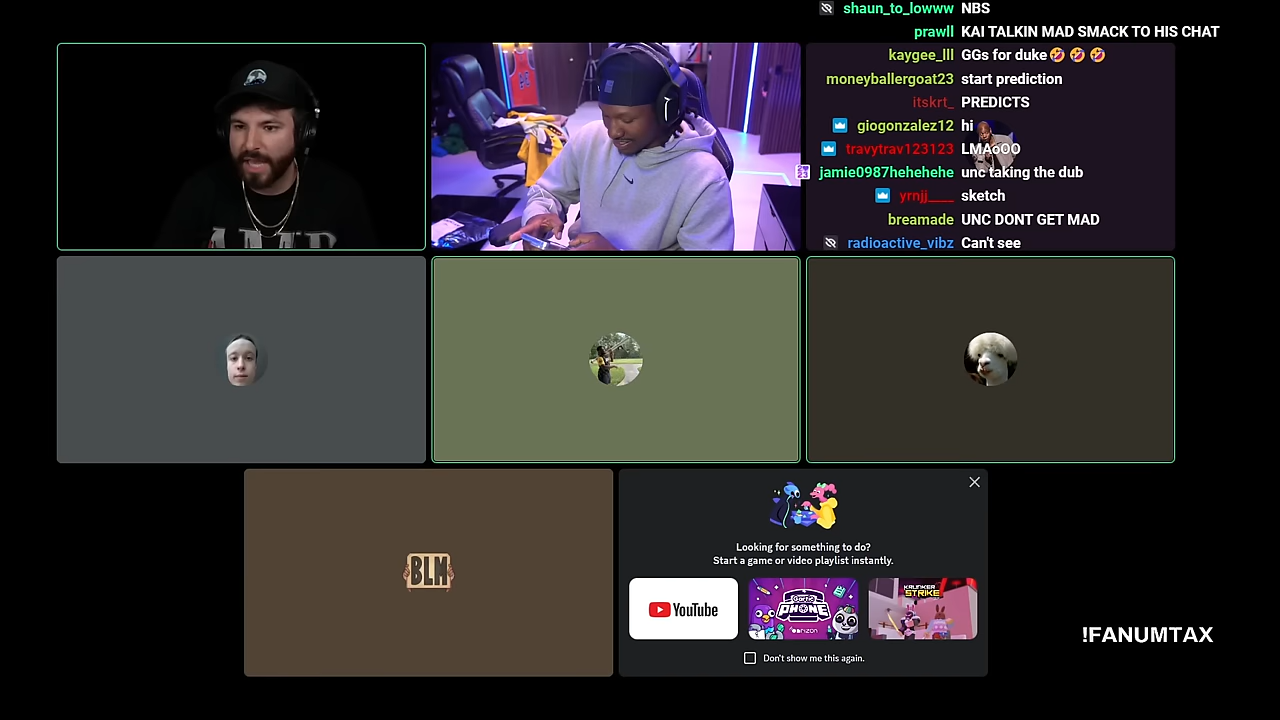 shaun_to_lowww NBS
prawll KAI TALKIN MAD SMACK TO HIS CHAT
kaygee_lll GGs for duke🤣 🤣 🤣
moneyballergoat23 start prediction
itskrt_ PREDICTS
giogonzalez12 hi
travytrav123123 LMAoOO
jamie0987hehehehe unc taking the dub
yrnjj____ sketch
breamade UNC DONT GET MAD
radioactive_vibz Can't see
AMP
BLM
Looking for something to do?
Start a game or video playlist instantly.
YouTube
Gartic
PHONE
KRUNKER
STRIKE
Don't show me this again.
!FANUMTAX